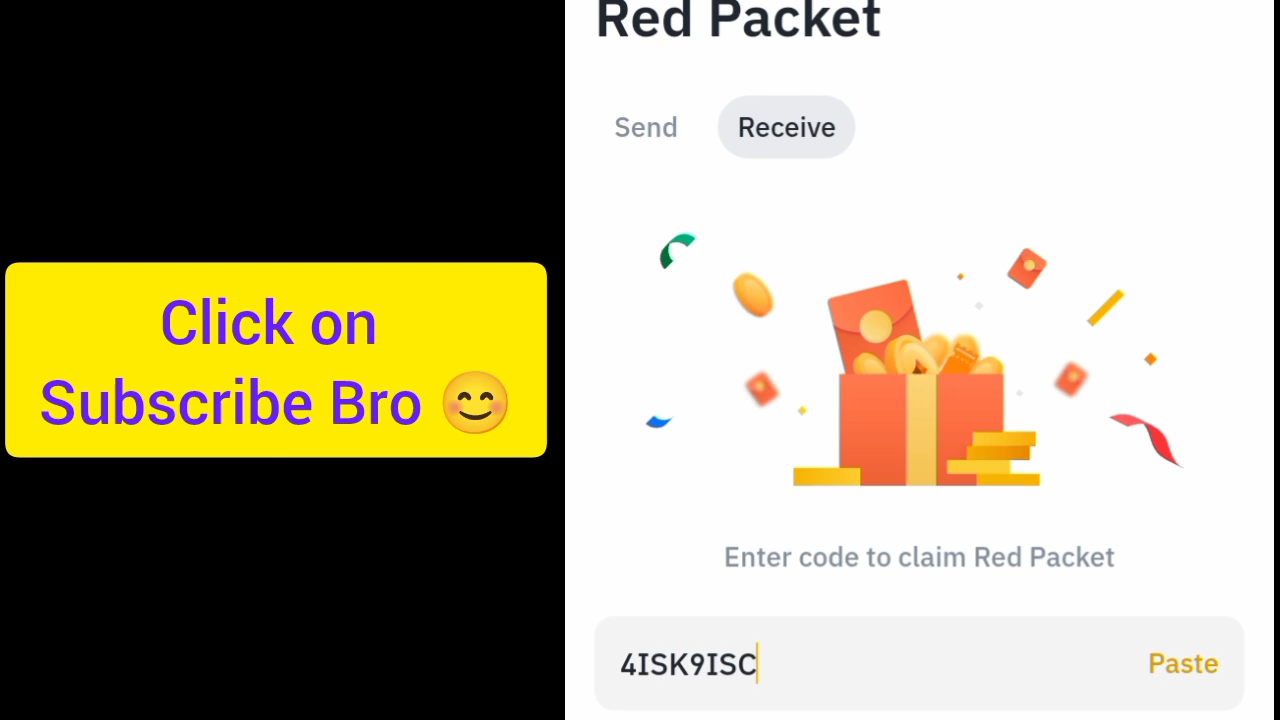 Click on
Subscribe Bro 😊
Red Packet
Send
Receive
Enter code to claim Red Packet
4ISK9ISC
Paste